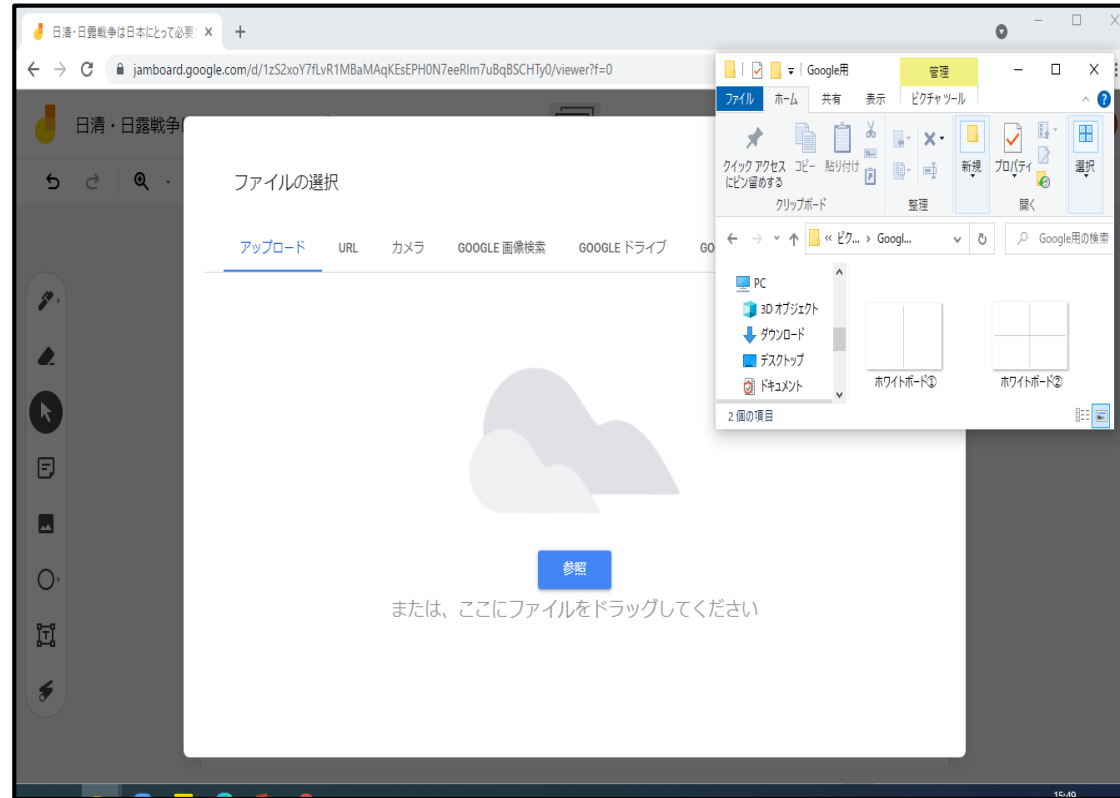 日清・日露戦争は日本にとって必要
jamboard.google.com/d/1zS2xoY7fLvR1MBaMAqKEsEPH0N7eeRIm7uBqBSCHTy0/viewer?f=0
日清・日露戦争
ファイルの選択
アップロード URL カメラ GOOGLE 画像検索 GOOGLE ドライブ GO
参照
または、ここにファイルをドラッグしてください
Google用
管理
ファイル ホーム 共有 表示 ピクチャ ツール
クイック アクセスにピン留めする コピー 貼り付け 新規 プロパティ 選択
クリップボード 整理 開く
« ピク... › Googl... Google用の検索
PC
3D オブジェクト
ダウンロード
デスクトップ
ドキュメント
ホワイトボード① ホワイトボード②
2 個の項目
15:49